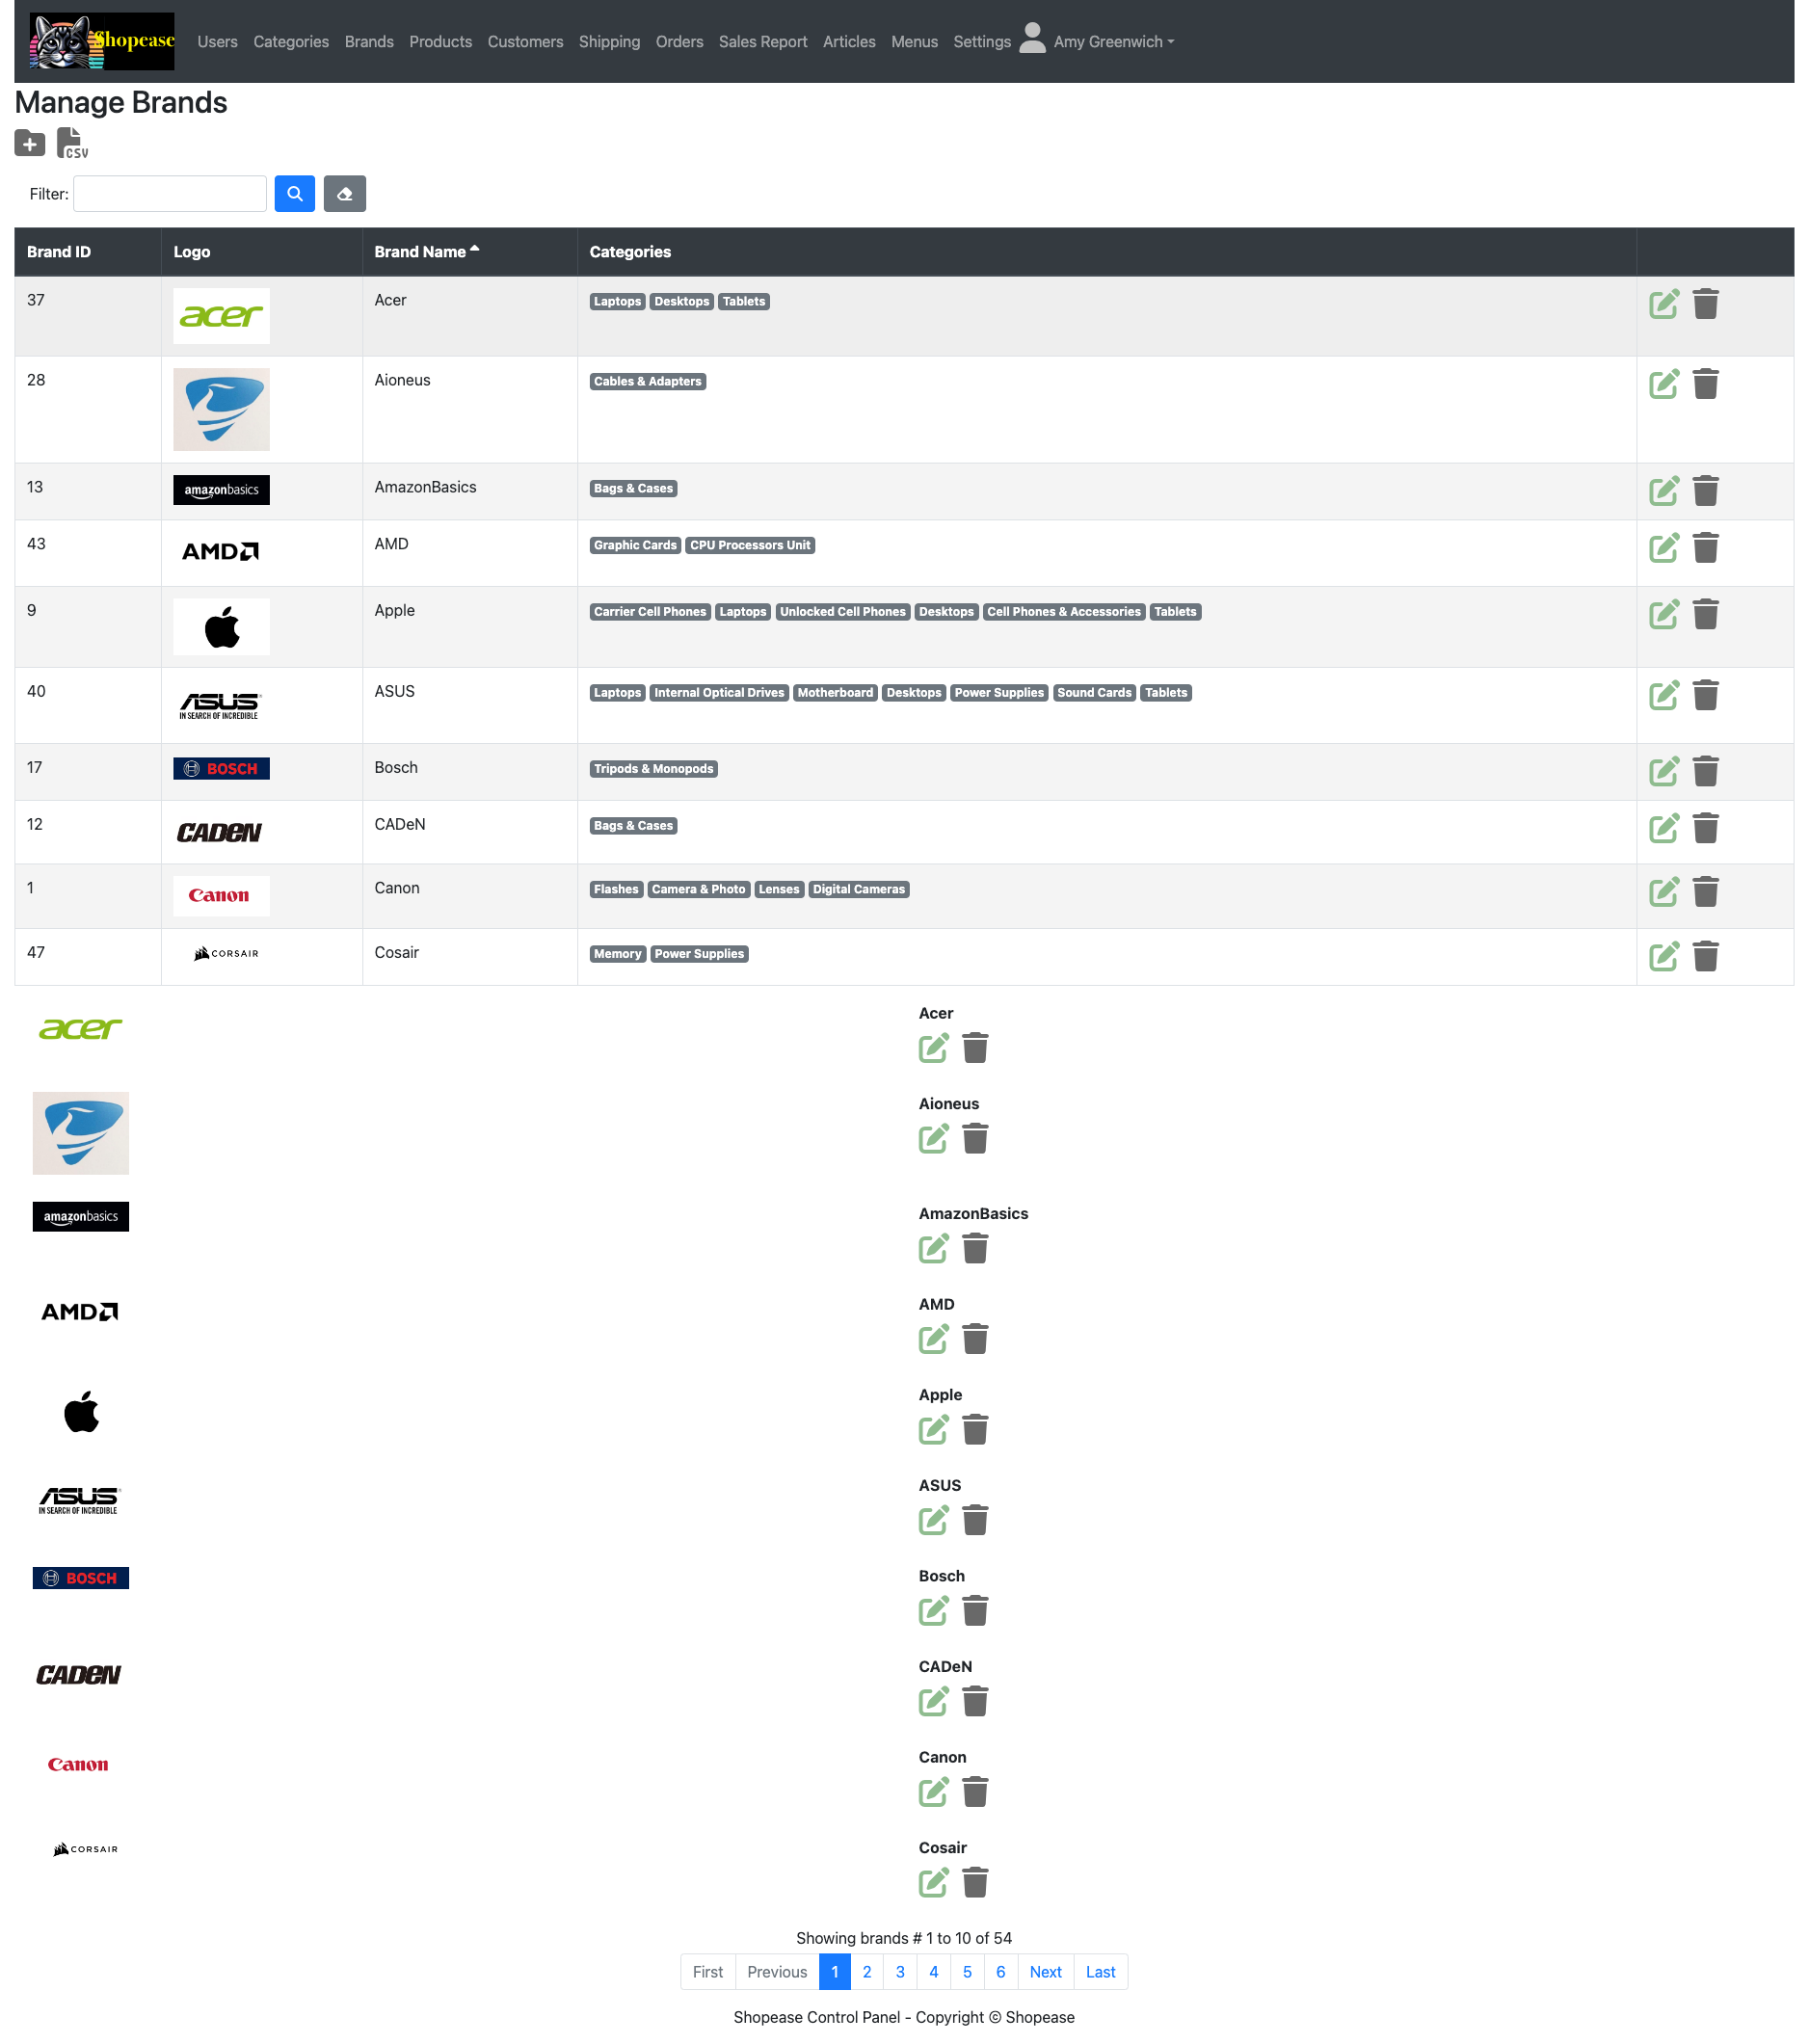 Shopease Users Categories Brands Products Customers Shipping Orders Sales Report Articles Menus Settings Amy Greenwich
Manage Brands
CSV
Filter:
Brand ID Logo Brand Name Categories
37 acer Acer Laptops Desktops Tablets
28 Aioneus Cables & Adapters
13 amazonbasics AmazonBasics Bags & Cases
43 AMD AMD Graphic Cards CPU Processors Unit
9 Apple Carrier Cell Phones Laptops Unlocked Cell Phones Desktops Cell Phones & Accessories Tablets
40 ASUS ASUS Laptops Internal Optical Drives Motherboard Desktops Power Supplies Sound Cards Tablets
IN SEARCH OF INCREDIBLE
17 BOSCH Bosch Tripods & Monopods
12 CADeN CADeN Bags & Cases
1 Canon Canon Flashes Camera & Photo Lenses Digital Cameras
47 CORSAIR Cosair Memory Power Supplies
acer Acer
Aioneus
amazonbasics AmazonBasics
AMD AMD
Apple
ASUS ASUS
IN SEARCH OF INCREDIBLE
BOSCH Bosch
CADeN CADeN
Canon Canon
CORSAIR Cosair
Showing brands # 1 to 10 of 54
First Previous 1 2 3 4 5 6 Next Last
Shopease Control Panel - Copyright © Shopease